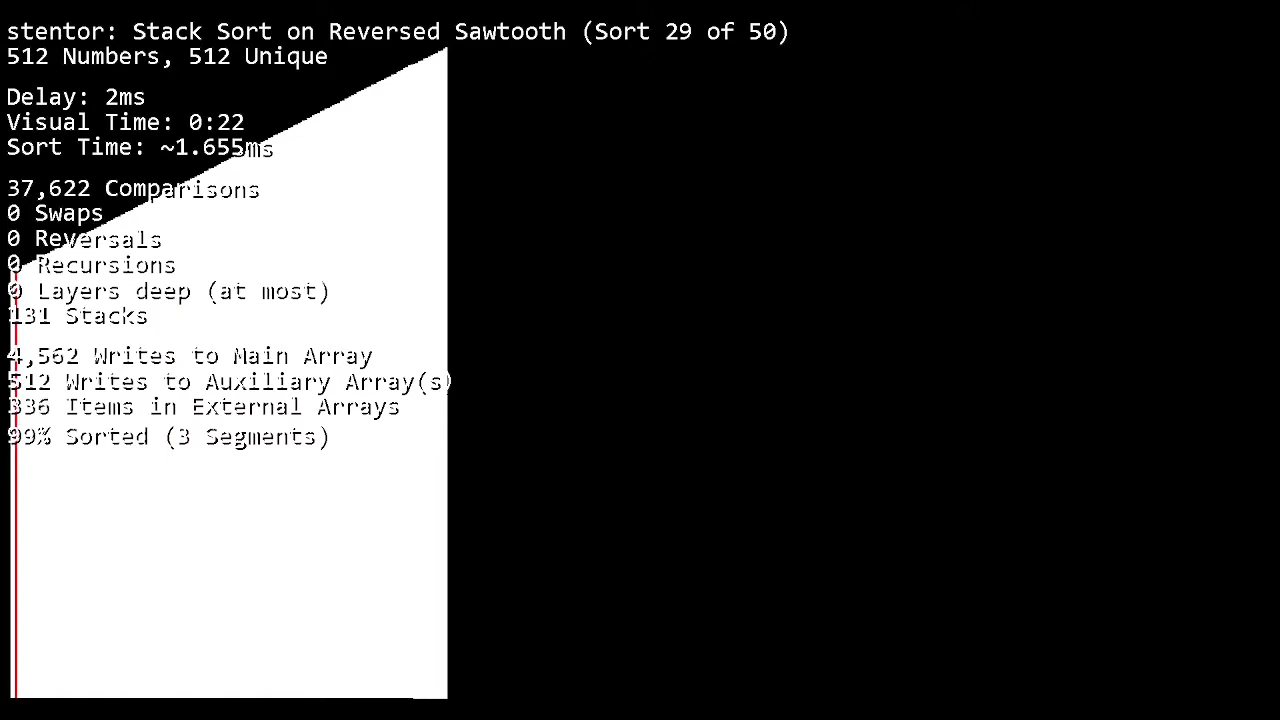 stentor: Stack Sort on Reversed Sawtooth (Sort 29 of 50)
512 Numbers, 512 Unique
Delay: 2ms
Visual Time: 0:22
Sort Time: ~1.655ms
37,622 Comparisons
0 Swaps
0 Reversals
0 Recursions
0 Layers deep (at most)
131 Stacks
4,562 Writes to Main Array
512 Writes to Auxiliary Array(s)
336 Items in External Arrays
99% Sorted (3 Segments)